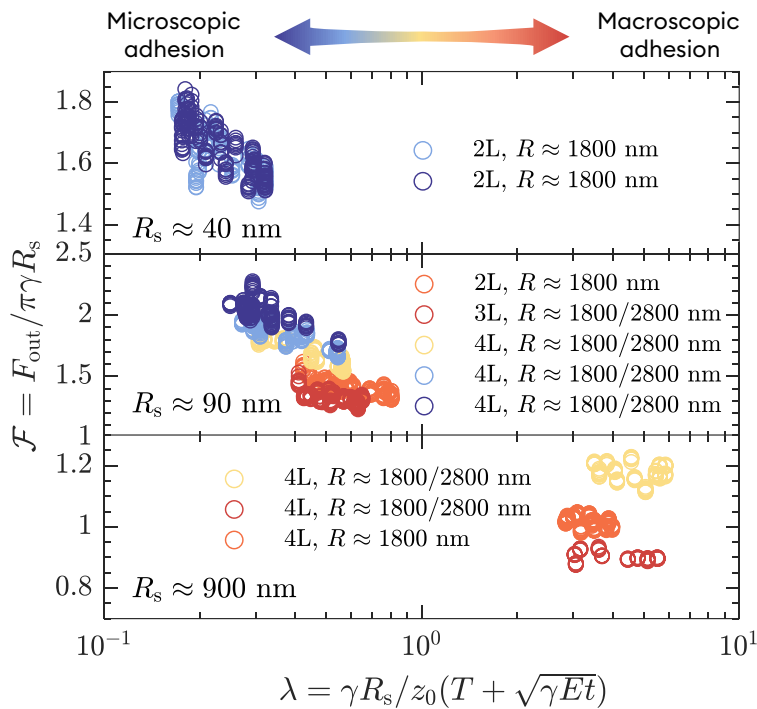 Microscopic adhesion
Macroscopic adhesion
1.8
1.6
1.4
2L, R ≈ 1800 nm
2L, R ≈ 1800 nm
R_s ≈ 40 nm
2.5
2
1.5
1
2L, R ≈ 1800 nm
3L, R ≈ 1800/2800 nm
4L, R ≈ 1800/2800 nm
4L, R ≈ 1800/2800 nm
4L, R ≈ 1800/2800 nm
R_s ≈ 90 nm
1.2
1
0.8
4L, R ≈ 1800/2800 nm
4L, R ≈ 1800/2800 nm
4L, R ≈ 1800 nm
R_s ≈ 900 nm
ℱ = F_out/πγR_s
10^−1
10^0
10^1
λ = γR_s/z_0(T + √γEt)